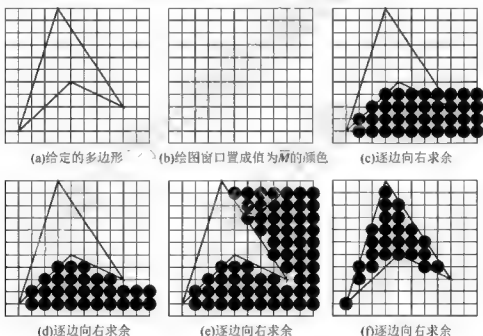 (a)给定的多边形
(b)绘图窗口置成值为M̅的颜色
(c)逐边向右求余
(d)逐边向右求余
(e)逐边向右求余
(f)逐边向右求余